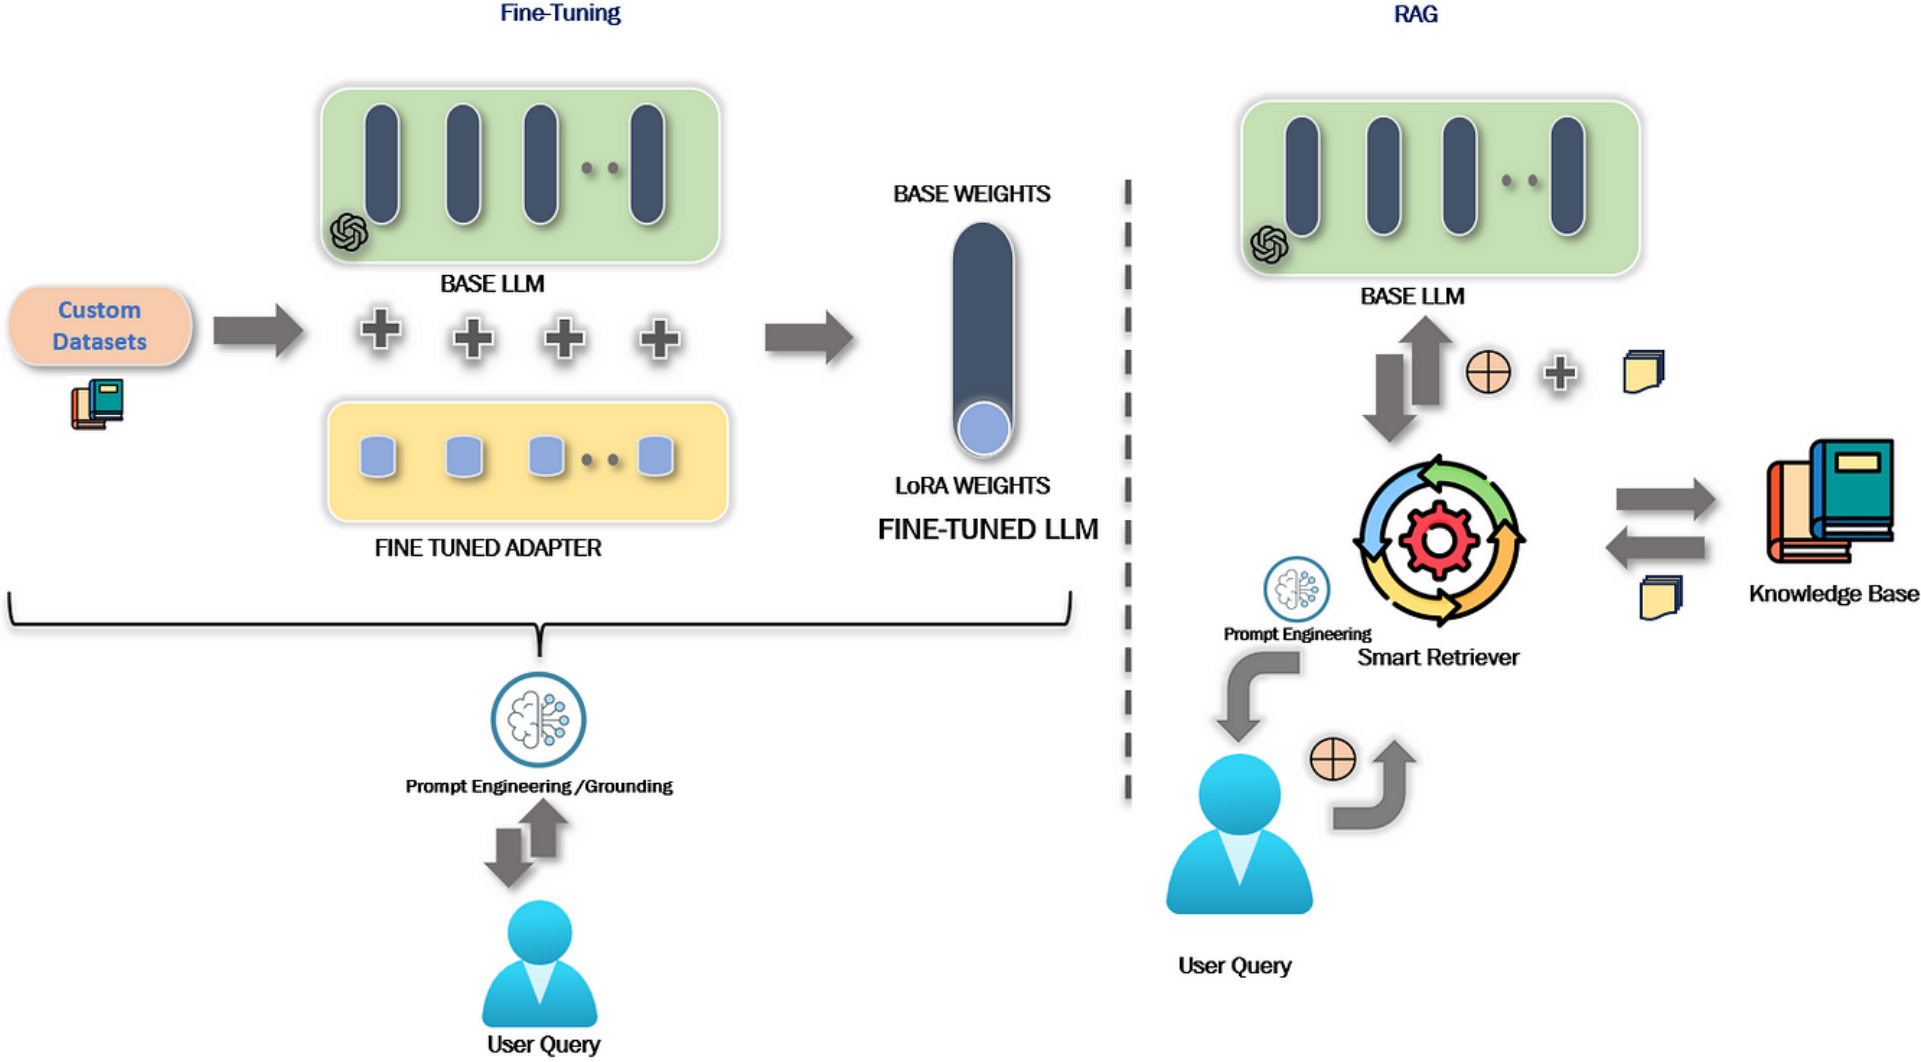 Fine-Tuning
BASE LLM
Custom
Datasets
FINE TUNED ADAPTER
BASE WEIGHTS
LoRA WEIGHTS
FINE-TUNED LLM
Prompt Engineering /Grounding
User Query
RAG
BASE LLM
Knowledge Base
Prompt Engineering
Smart Retriever
User Query